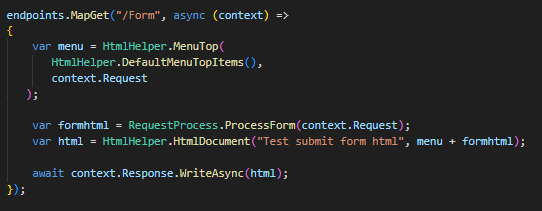 endpoints.MapGet("/Form", async (context) =>
{
    var menu = HtmlHelper.MenuTop(
       HtmlHelper.DefaultMenuTopItems(),
       context.Request
   );

    var formhtml = RequestProcess.ProcessForm(context.Request);
    var html = HtmlHelper.HtmlDocument("Test submit form html", menu + formhtml);

    await context.Response.WriteAsync(html);
});